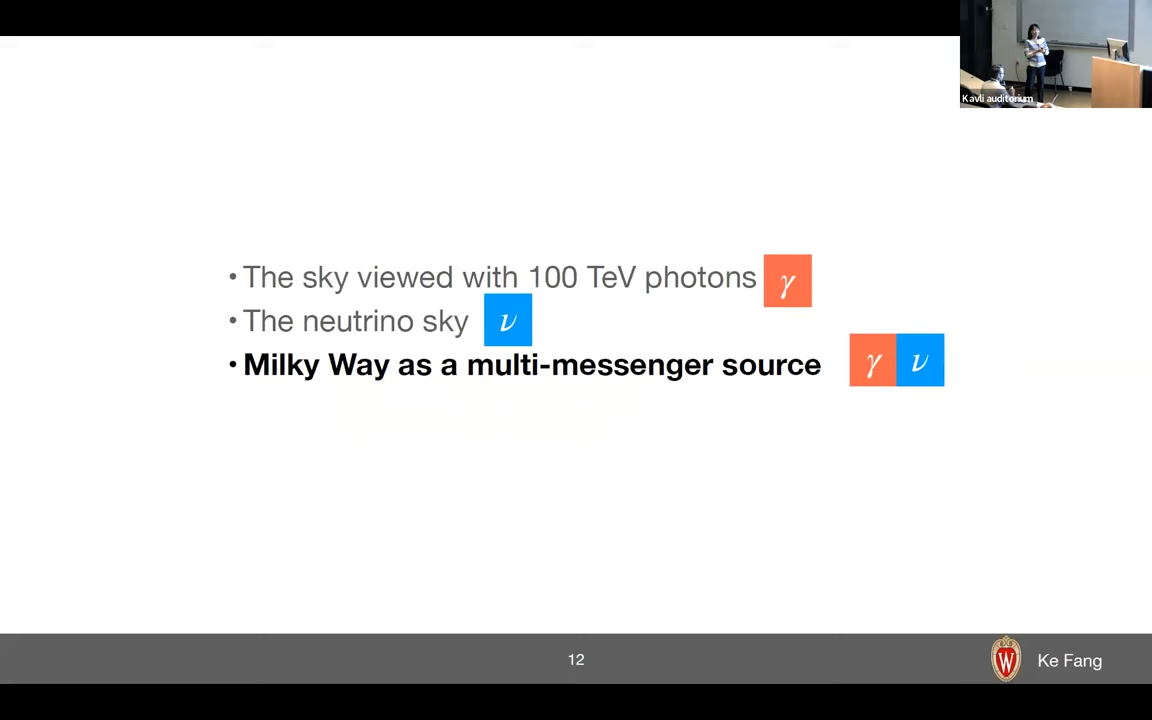 Kavli auditorium
• The sky viewed with 100 TeV photons γ
• The neutrino sky ν
• Milky Way as a multi-messenger source γ ν
12
W
Ke Fang